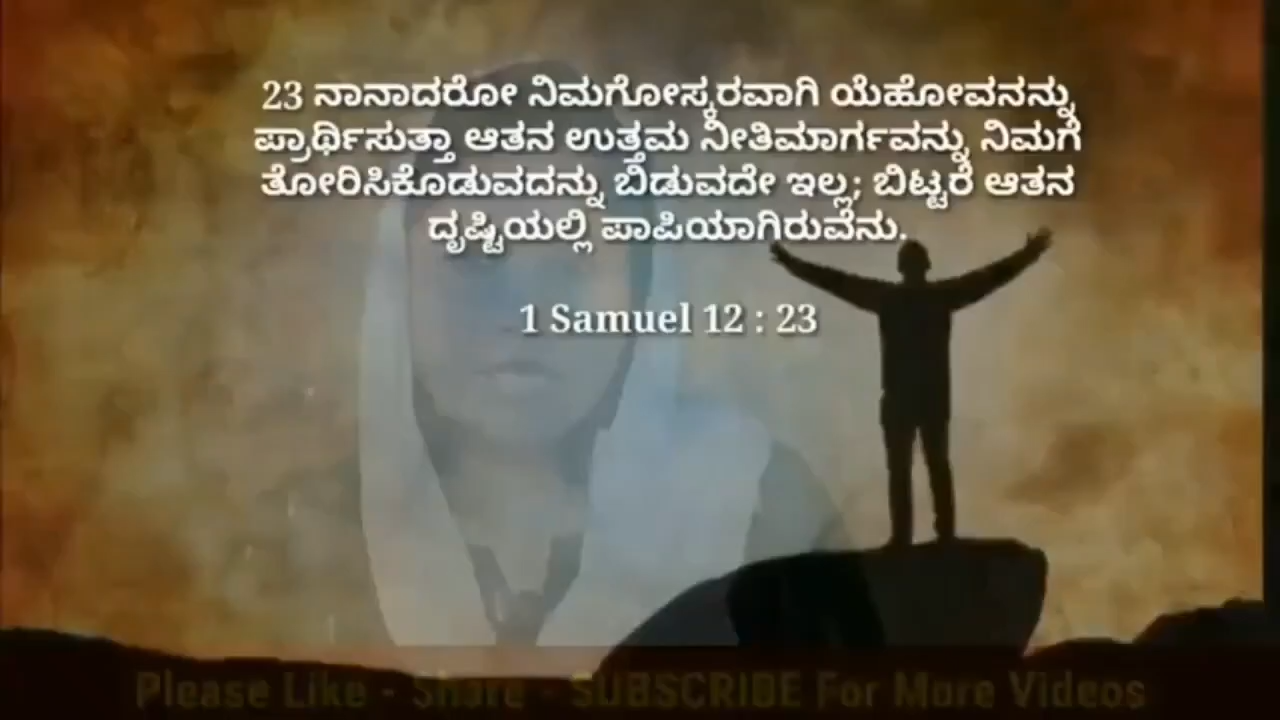 23 ನಾನಾದರೋ ನಿಮಗೋಸ್ಕರವಾಗಿ ಯೆಹೋವನನ್ನು
ಪ್ರಾರ್ಥಿಸುತ್ತಾ ಆತನ ಉತ್ತಮ ನೀತಿಮಾರ್ಗವನ್ನು ನಿಮಗೆ
ತೋರಿಸಿಕೊಡುವದನ್ನು ಬಿಡುವದೇ ಇಲ್ಲ; ಬಿಟ್ಟರೆ ಆತನ
ದೃಷ್ಟಿಯಲ್ಲಿ ಪಾಪಿಯಾಗಿರುವೆನು.
1 Samuel 12 : 23
Please Like - Share - SUBSCRIBE For More Videos